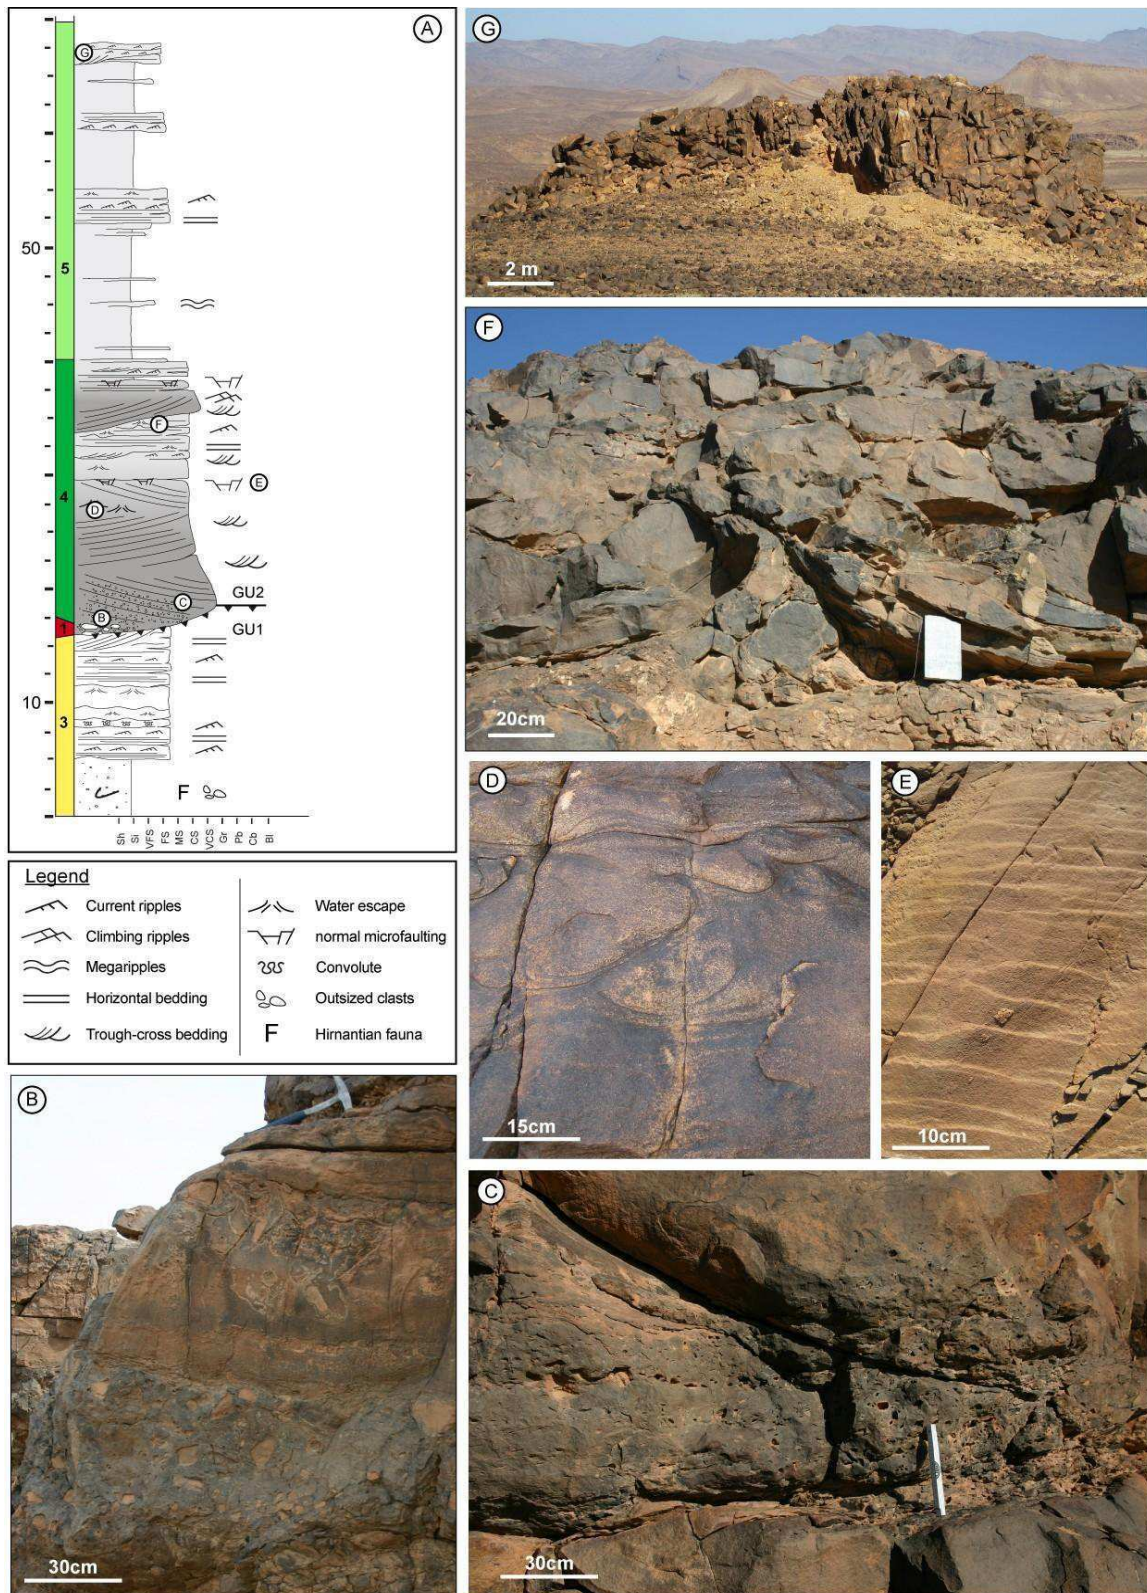 A
G
50
5
F
E
4
D
C
GU2
B
1
GU1
10
3
F
Sh
Si
VFS
FS
MS
CS
VCS
Gr
Pb
Cb
Bl
Legend
Current ripples
Water escape
Climbing ripples
normal microfaulting
Megaripples
Convolute
Horizontal bedding
Outsized clasts
Trough-cross bedding
F Hirnantian fauna
B
30cm
G
2 m
F
20cm
D
15cm
E
10cm
C
30cm